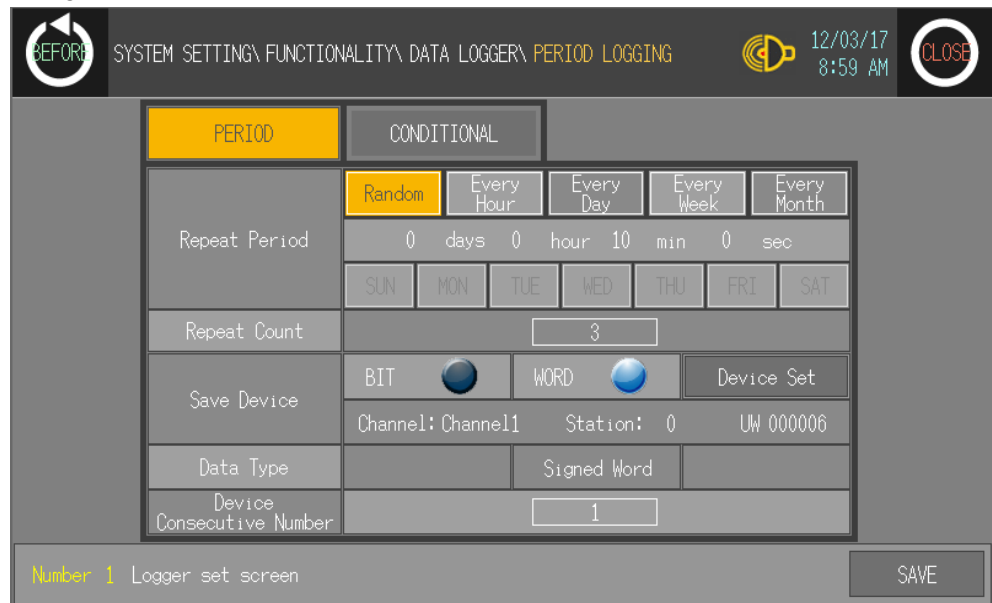 BEFORE SYSTEM SETTING\ FUNCTIONALITY\ DATA LOGGER\ PERIOD LOGGING 12/03/17 8:59 AM CLOSE
PERIOD CONDITIONAL
Repeat Period
Random Every Hour Every Day Every Week Every Month
0 days 0 hour 10 min 0 sec
SUN MON TUE WED THU FRI SAT
Repeat Count 3
Save Device
BIT WORD Device Set
Channel: Channel1 Station: 0 UW 000006
Data Type Signed Word
Device
Consecutive Number 1
Number 1 Logger set screen SAVE